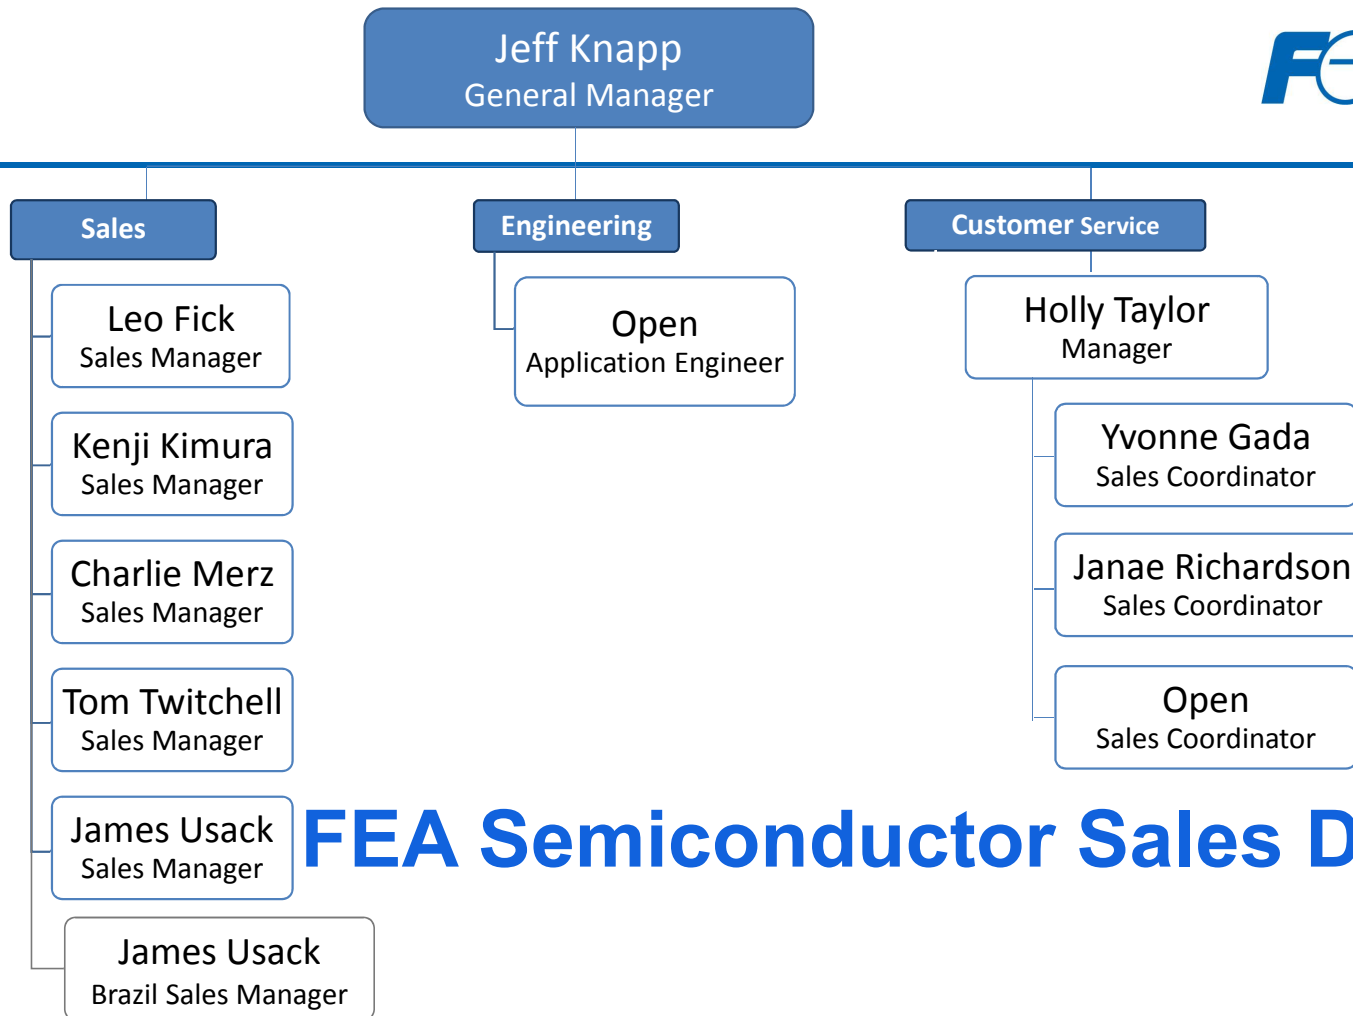 Jeff Knapp
General Manager
Sales
Engineering
Customer Service
Leo Fick
Sales Manager
Kenji Kimura
Sales Manager
Charlie Merz
Sales Manager
Tom Twitchell
Sales Manager
James Usack
Sales Manager
James Usack
Brazil Sales Manager
Open
Application Engineer
Holly Taylor
Manager
Yvonne Gada
Sales Coordinator
Janae Richardson
Sales Coordinator
Open
Sales Coordinator
FEA Semiconductor Sales